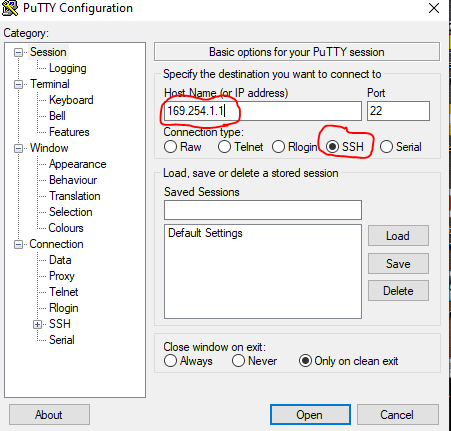 PuTTY Configuration
Category:
Session
Logging
Terminal
Keyboard
Bell
Features
Window
Appearance
Behaviour
Translation
Selection
Colours
Connection
Data
Proxy
Telnet
Rlogin
SSH
Serial
Basic options for your PuTTY session
Specify the destination you want to connect to
Host Name (or IP address) Port
169.254.1.1 22
Connection type:
Raw Telnet Rlogin SSH Serial
Load, save or delete a stored session
Saved Sessions
Default Settings
Load
Save
Delete
Close window on exit:
Always Never Only on clean exit
About Open Cancel